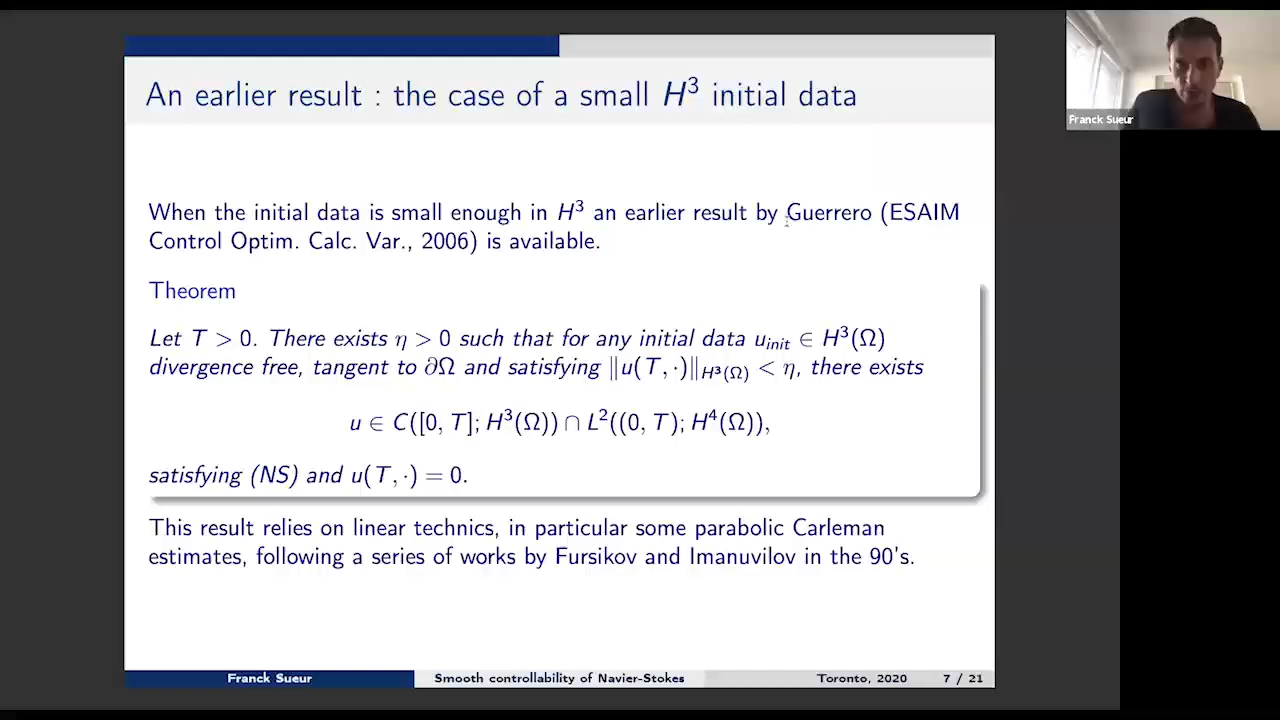 An earlier result : the case of a small H³ initial data
Franck Sueur
When the initial data is small enough in H³ an earlier result by Guerrero (ESAIM
Control Optim. Calc. Var., 2006) is available.
Theorem
Let T > 0. There exists η > 0 such that for any initial data u_init ∈ H³(Ω)
divergence free, tangent to ∂Ω and satisfying ‖u(T, ·)‖_H³(Ω) < η, there exists
u ∈ C([0, T]; H³(Ω)) ∩ L²((0, T); H⁴(Ω)),
satisfying (NS) and u(T, ·) = 0.
This result relies on linear technics, in particular some parabolic Carleman
estimates, following a series of works by Fursikov and Imanuvilov in the 90's.
Franck Sueur Smooth controllability of Navier-Stokes Toronto, 2020 7 / 21